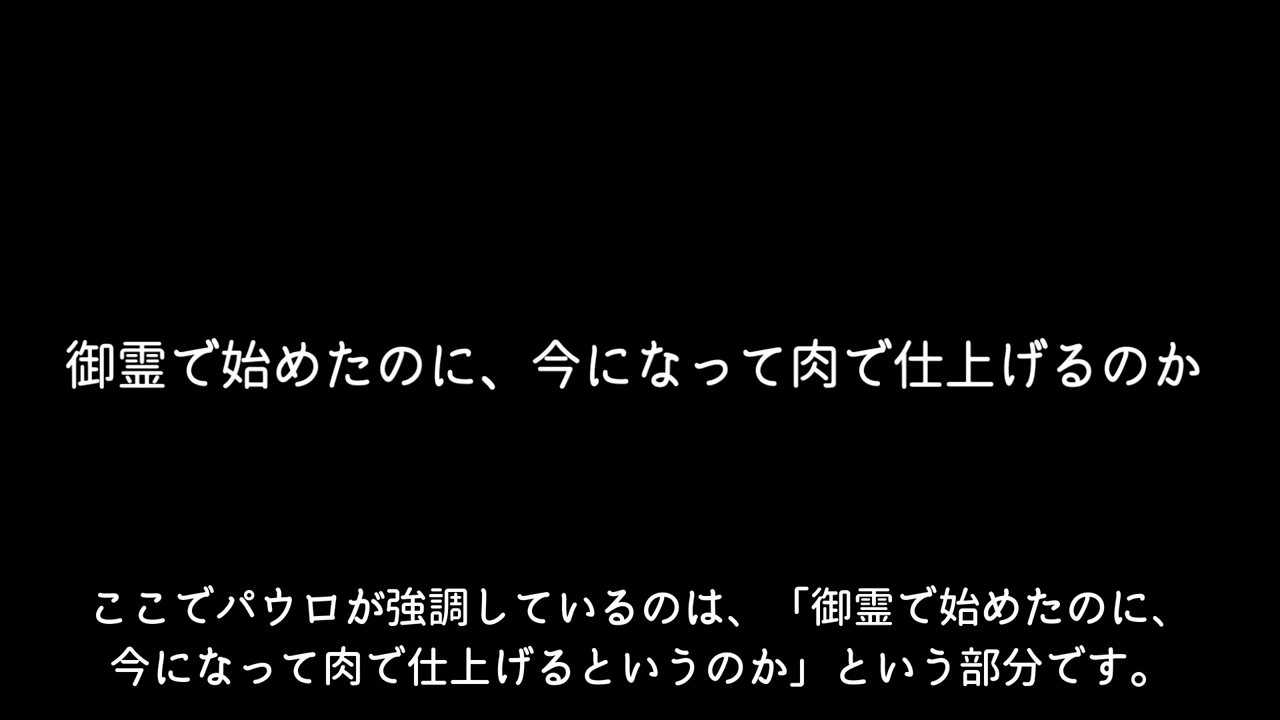 御霊で始めたのに、今になって肉で仕上げるのか
ここでパウロが強調しているのは、「御霊で始めたのに、
今になって肉で仕上げるというのか」という部分です。